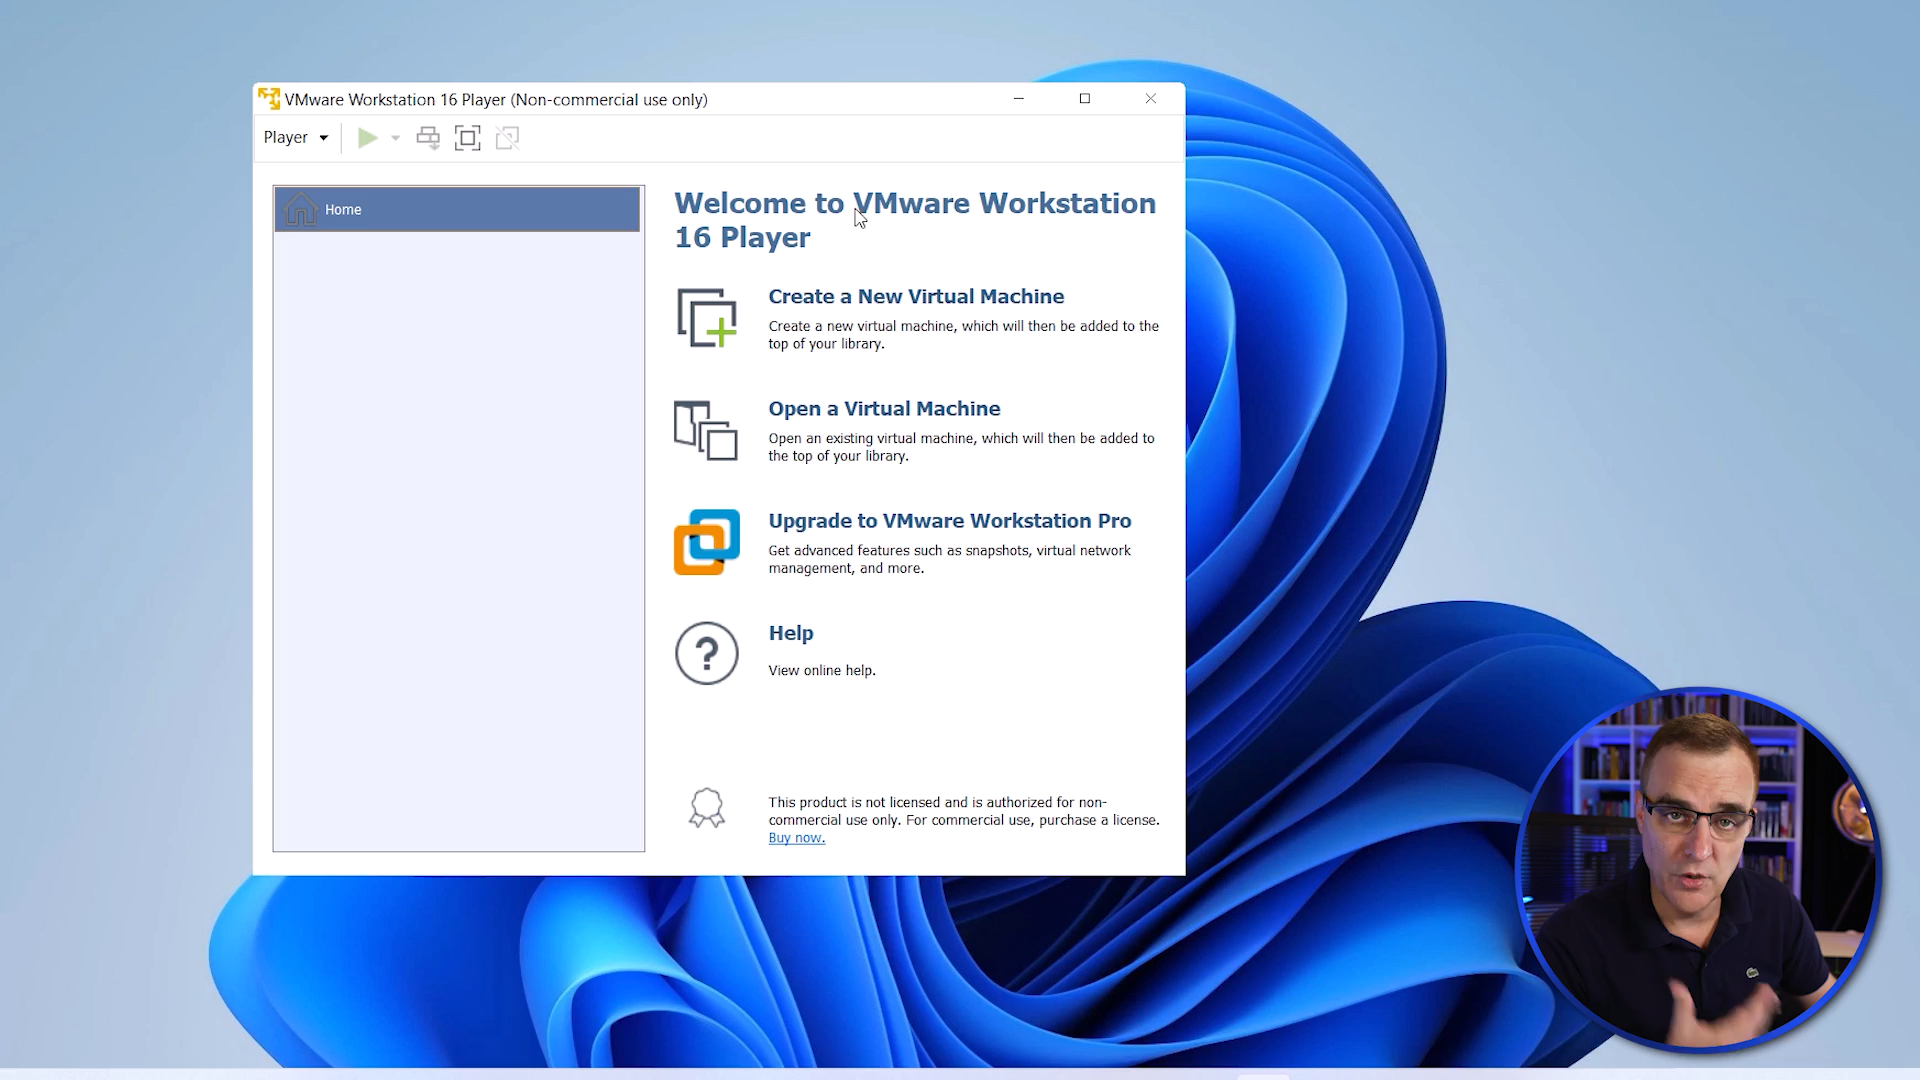 VMware Workstation 16 Player (Non-commercial use only)
Player
Home
Welcome to VMware Workstation
16 Player
Create a New Virtual Machine
Create a new virtual machine, which will then be added to the
top of your library.
Open a Virtual Machine
Open an existing virtual machine, which will then be added to
the top of your library.
Upgrade to VMware Workstation Pro
Get advanced features such as snapshots, virtual network
management, and more.
?
Help
View online help.
This product is not licensed and is authorized for non-
commercial use only. For commercial use, purchase a license.
Buy now.